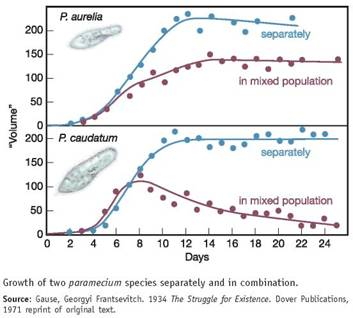 P. aurelia
200
150
100
50
0
separately
in mixed population
"Volume"
P. caudatum
200
150
100
50
0
separately
in mixed population
0 2 4 6 8 10 12 14 16 18 20 22 24
Days
Growth of two paramecium species separately and in combination.
Source: Gause, Georgyi Frantsevitch. 1934 The Struggle for Existence. Dover Publications,
1971 reprint of original text.